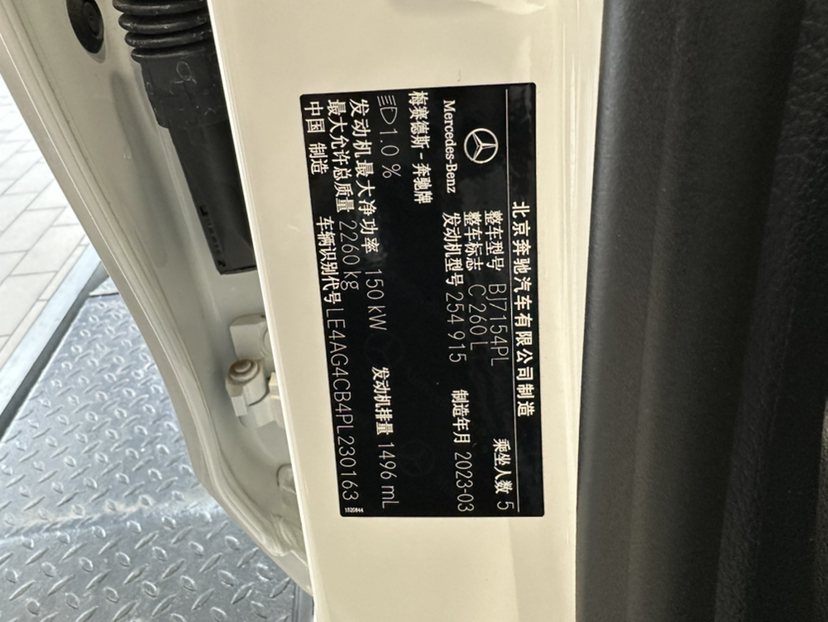 北京奔驰汽车有限公司制造
Mercedes-Benz
梅赛德斯-奔驰牌
整车型号 BJ7154PL
乘坐人数 5
整车标志 C 260 L
发动机型号 254 915
制造年月 2023-03
1.0 %
发动机最大净功率 150 kW
发动机排量 1496 mL
最大允许总质量 2260 kg
中国 制造
车辆识别代号 LE4AG4CB4PL230163